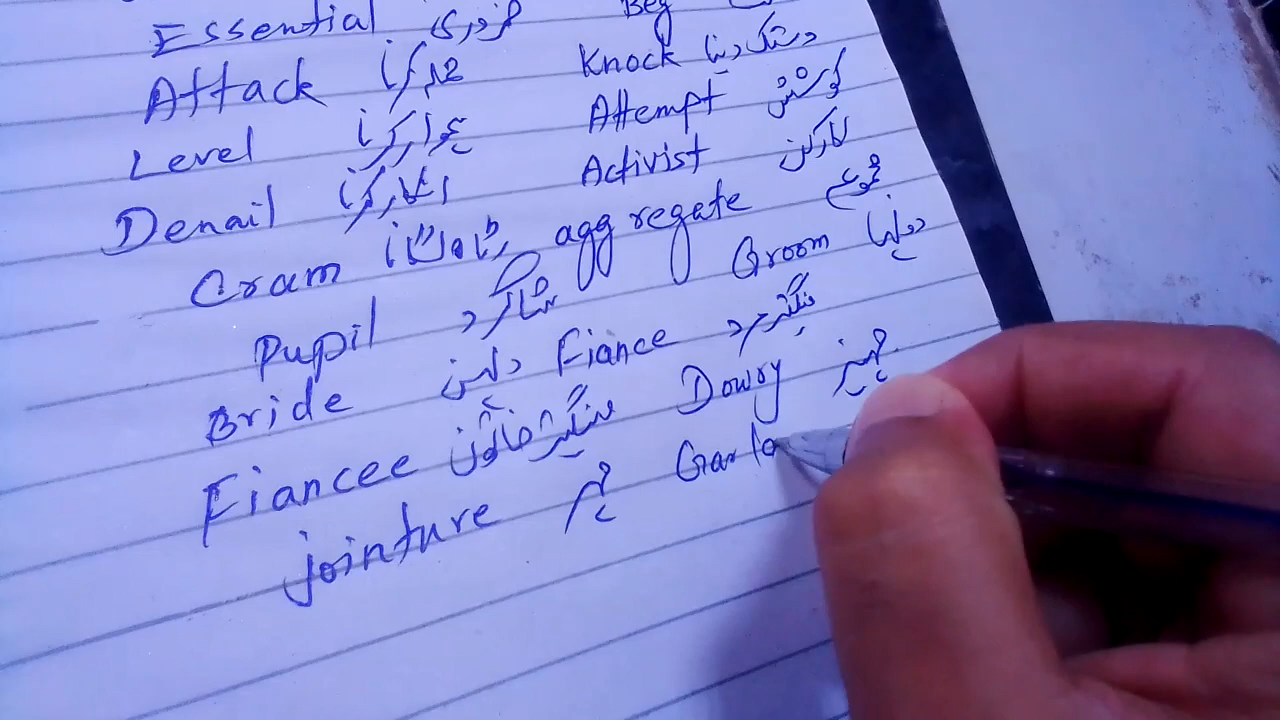 Essential ضروری Beg
Attack حملہ کرنا Knock دستک دینا
Level ہموار کرنا Attempt کوشش
Denail انکار کرنا Activist کارکن
Cram رٹا لگانا aggregate مجموعہ
Pupil شاگرد Groom دولہا
Bride دلہن Fiance منگیتر مرد
Fiancee منگیتر خاتون Dowry جہیز
jointure مہر Garla